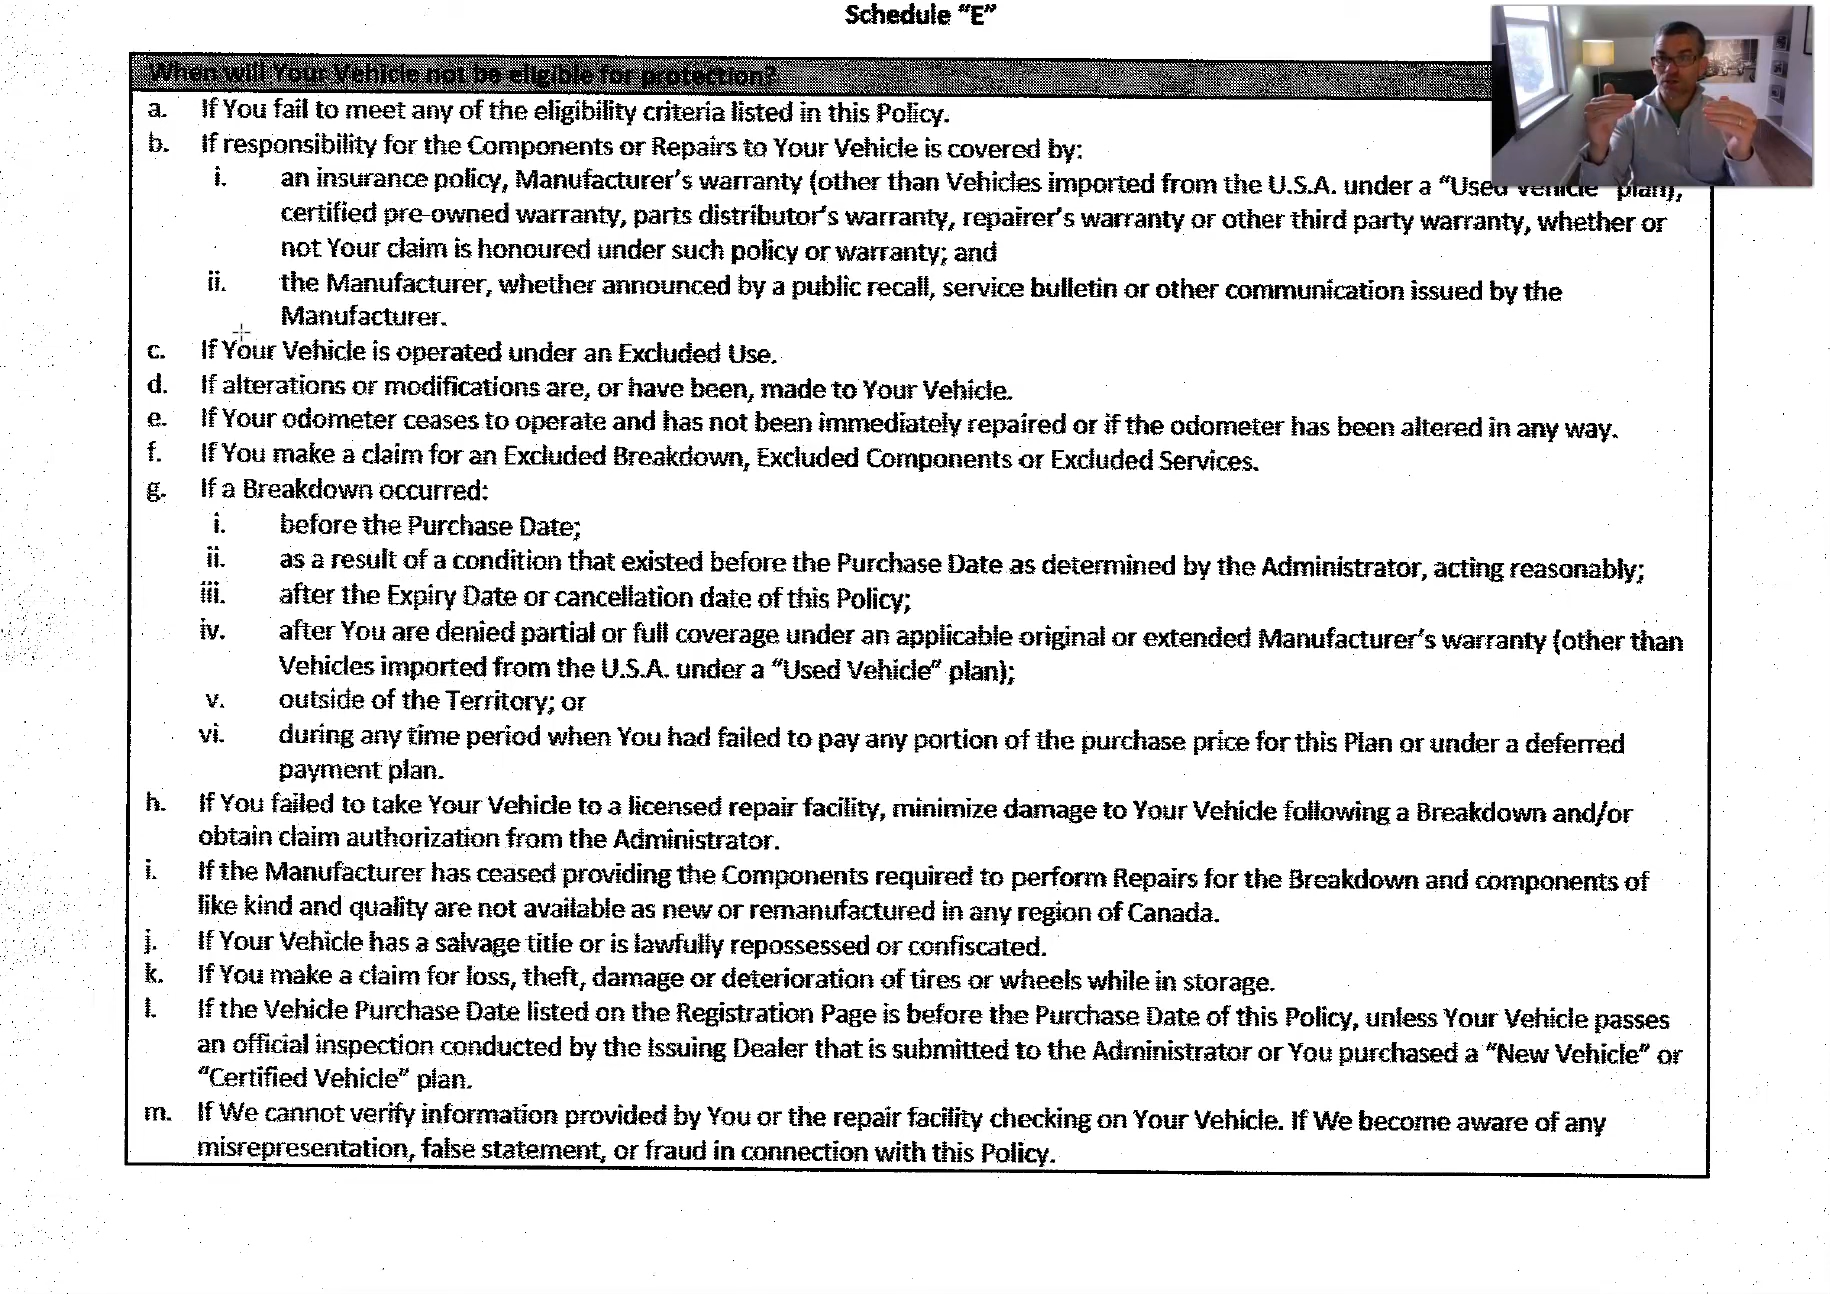 Schedule "E"
When will Your Vehicle not be eligible for protection?
a. If You fail to meet any of the eligibility criteria listed in this Policy.
b. If responsibility for the Components or Repairs to Your Vehicle is covered by:
i. an insurance policy, Manufacturer's warranty (other than Vehicles imported from the U.S.A. under a "Used Vehicle" plan),
certified pre-owned warranty, parts distributor's warranty, repairer's warranty or other third party warranty, whether or
not Your claim is honoured under such policy or warranty; and
ii. the Manufacturer, whether announced by a public recall, service bulletin or other communication issued by the
Manufacturer.
c. If Your Vehicle is operated under an Excluded Use.
d. If alterations or modifications are, or have been, made to Your Vehicle.
e. If Your odometer ceases to operate and has not been immediately repaired or if the odometer has been altered in any way.
f. If You make a claim for an Excluded Breakdown, Excluded Components or Excluded Services.
g. If a Breakdown occurred:
i. before the Purchase Date;
ii. as a result of a condition that existed before the Purchase Date as determined by the Administrator, acting reasonably;
iii. after the Expiry Date or cancellation date of this Policy;
iv. after You are denied partial or full coverage under an applicable original or extended Manufacturer's warranty (other than
Vehicles imported from the U.S.A. under a "Used Vehicle" plan);
v. outside of the Territory; or
vi. during any time period when You had failed to pay any portion of the purchase price for this Plan or under a deferred
payment plan.
h. If You failed to take Your Vehicle to a licensed repair facility, minimize damage to Your Vehicle following a Breakdown and/or
obtain claim authorization from the Administrator.
i. If the Manufacturer has ceased providing the Components required to perform Repairs for the Breakdown and components of
like kind and quality are not available as new or remanufactured in any region of Canada.
j. If Your Vehicle has a salvage title or is lawfully repossessed or confiscated.
k. If You make a claim for loss, theft, damage or deterioration of tires or wheels while in storage.
l. If the Vehicle Purchase Date listed on the Registration Page is before the Purchase Date of this Policy, unless Your Vehicle passes
an official inspection conducted by the Issuing Dealer that is submitted to the Administrator or You purchased a "New Vehicle" or
"Certified Vehicle" plan.
m. If We cannot verify information provided by You or the repair facility checking on Your Vehicle. If We become aware of any
misrepresentation, false statement, or fraud in connection with this Policy.